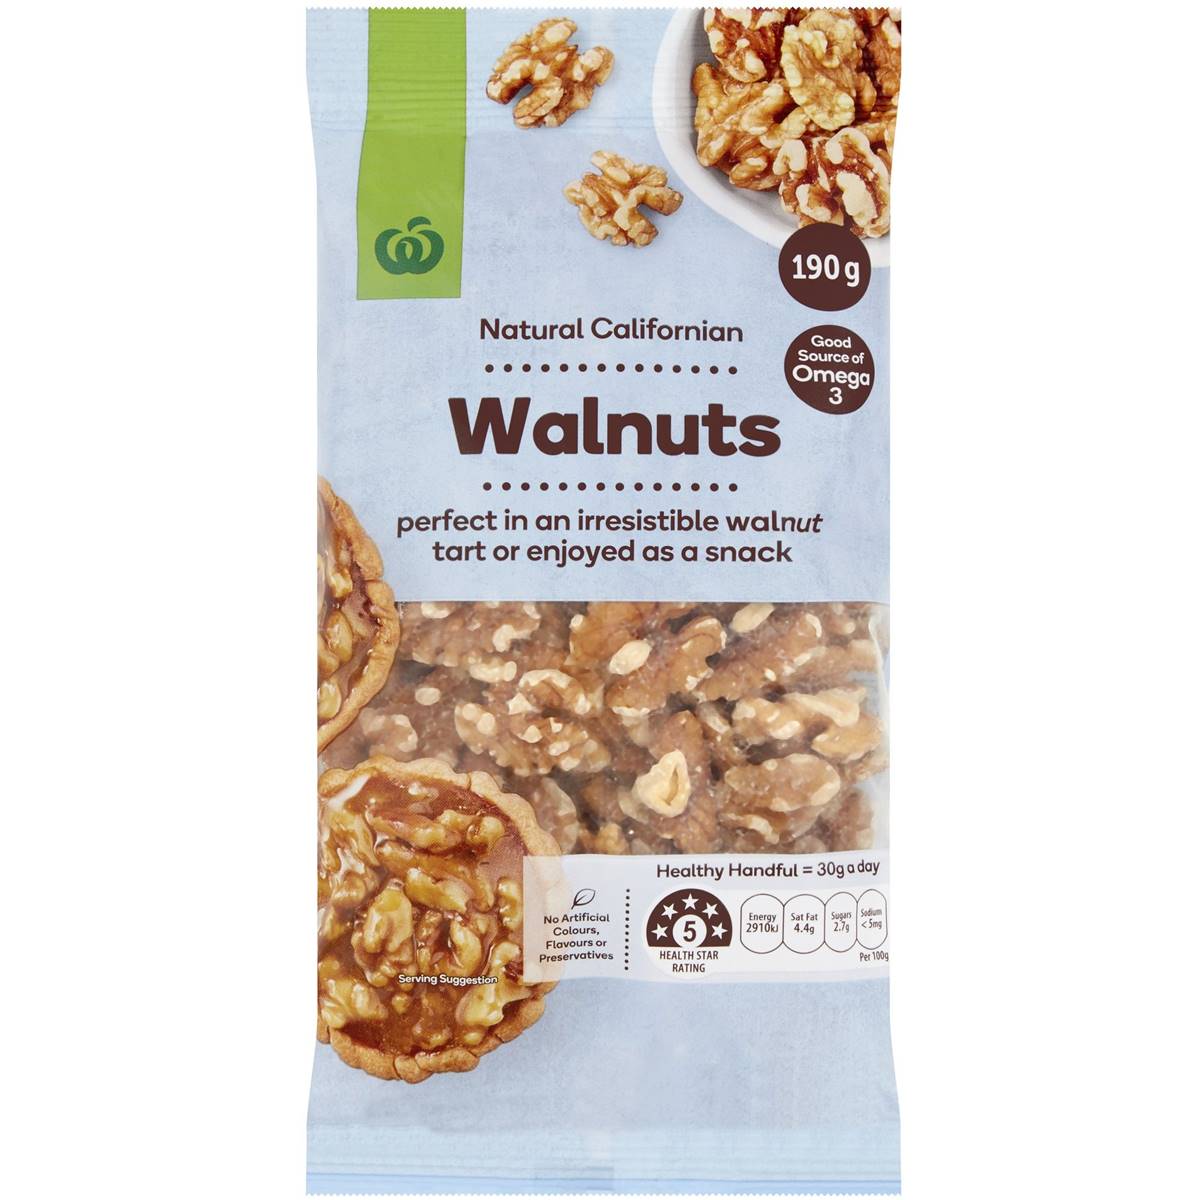 190 g
Natural Californian
Good
Source of
Omega
3
Walnuts
perfect in an irresistible walnut
tart or enjoyed as a snack
Healthy Handful = 30g a day
No Artificial
Colours,
Flavours or
Preservatives
5
HEALTH STAR
RATING
Energy
2910kJ
Sat Fat
4.4g
Sugars
2.7g
Sodium
< 5mg
Per 100g
Serving Suggestion